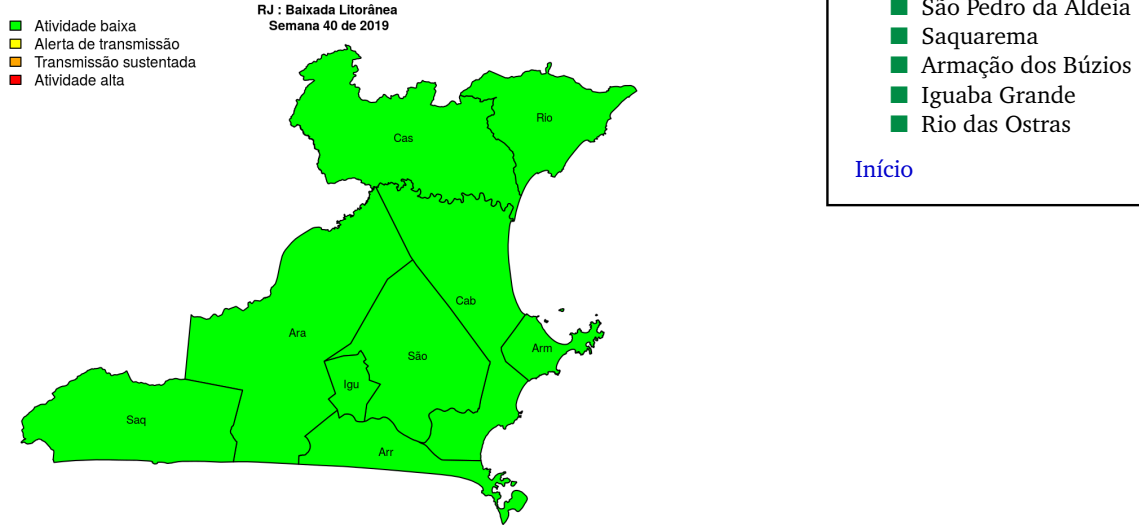 RJ : Baixada Litorânea
Semana 40 de 2019
Atividade baixa
Alerta de transmissão
Transmissão sustentada
Atividade alta
Rio
Cas
Cab
Ara
Arm
São
Igu
Saq
Arr
São Pedro da Aldeia
Saquarema
Armação dos Búzios
Iguaba Grande
Rio das Ostras
Início